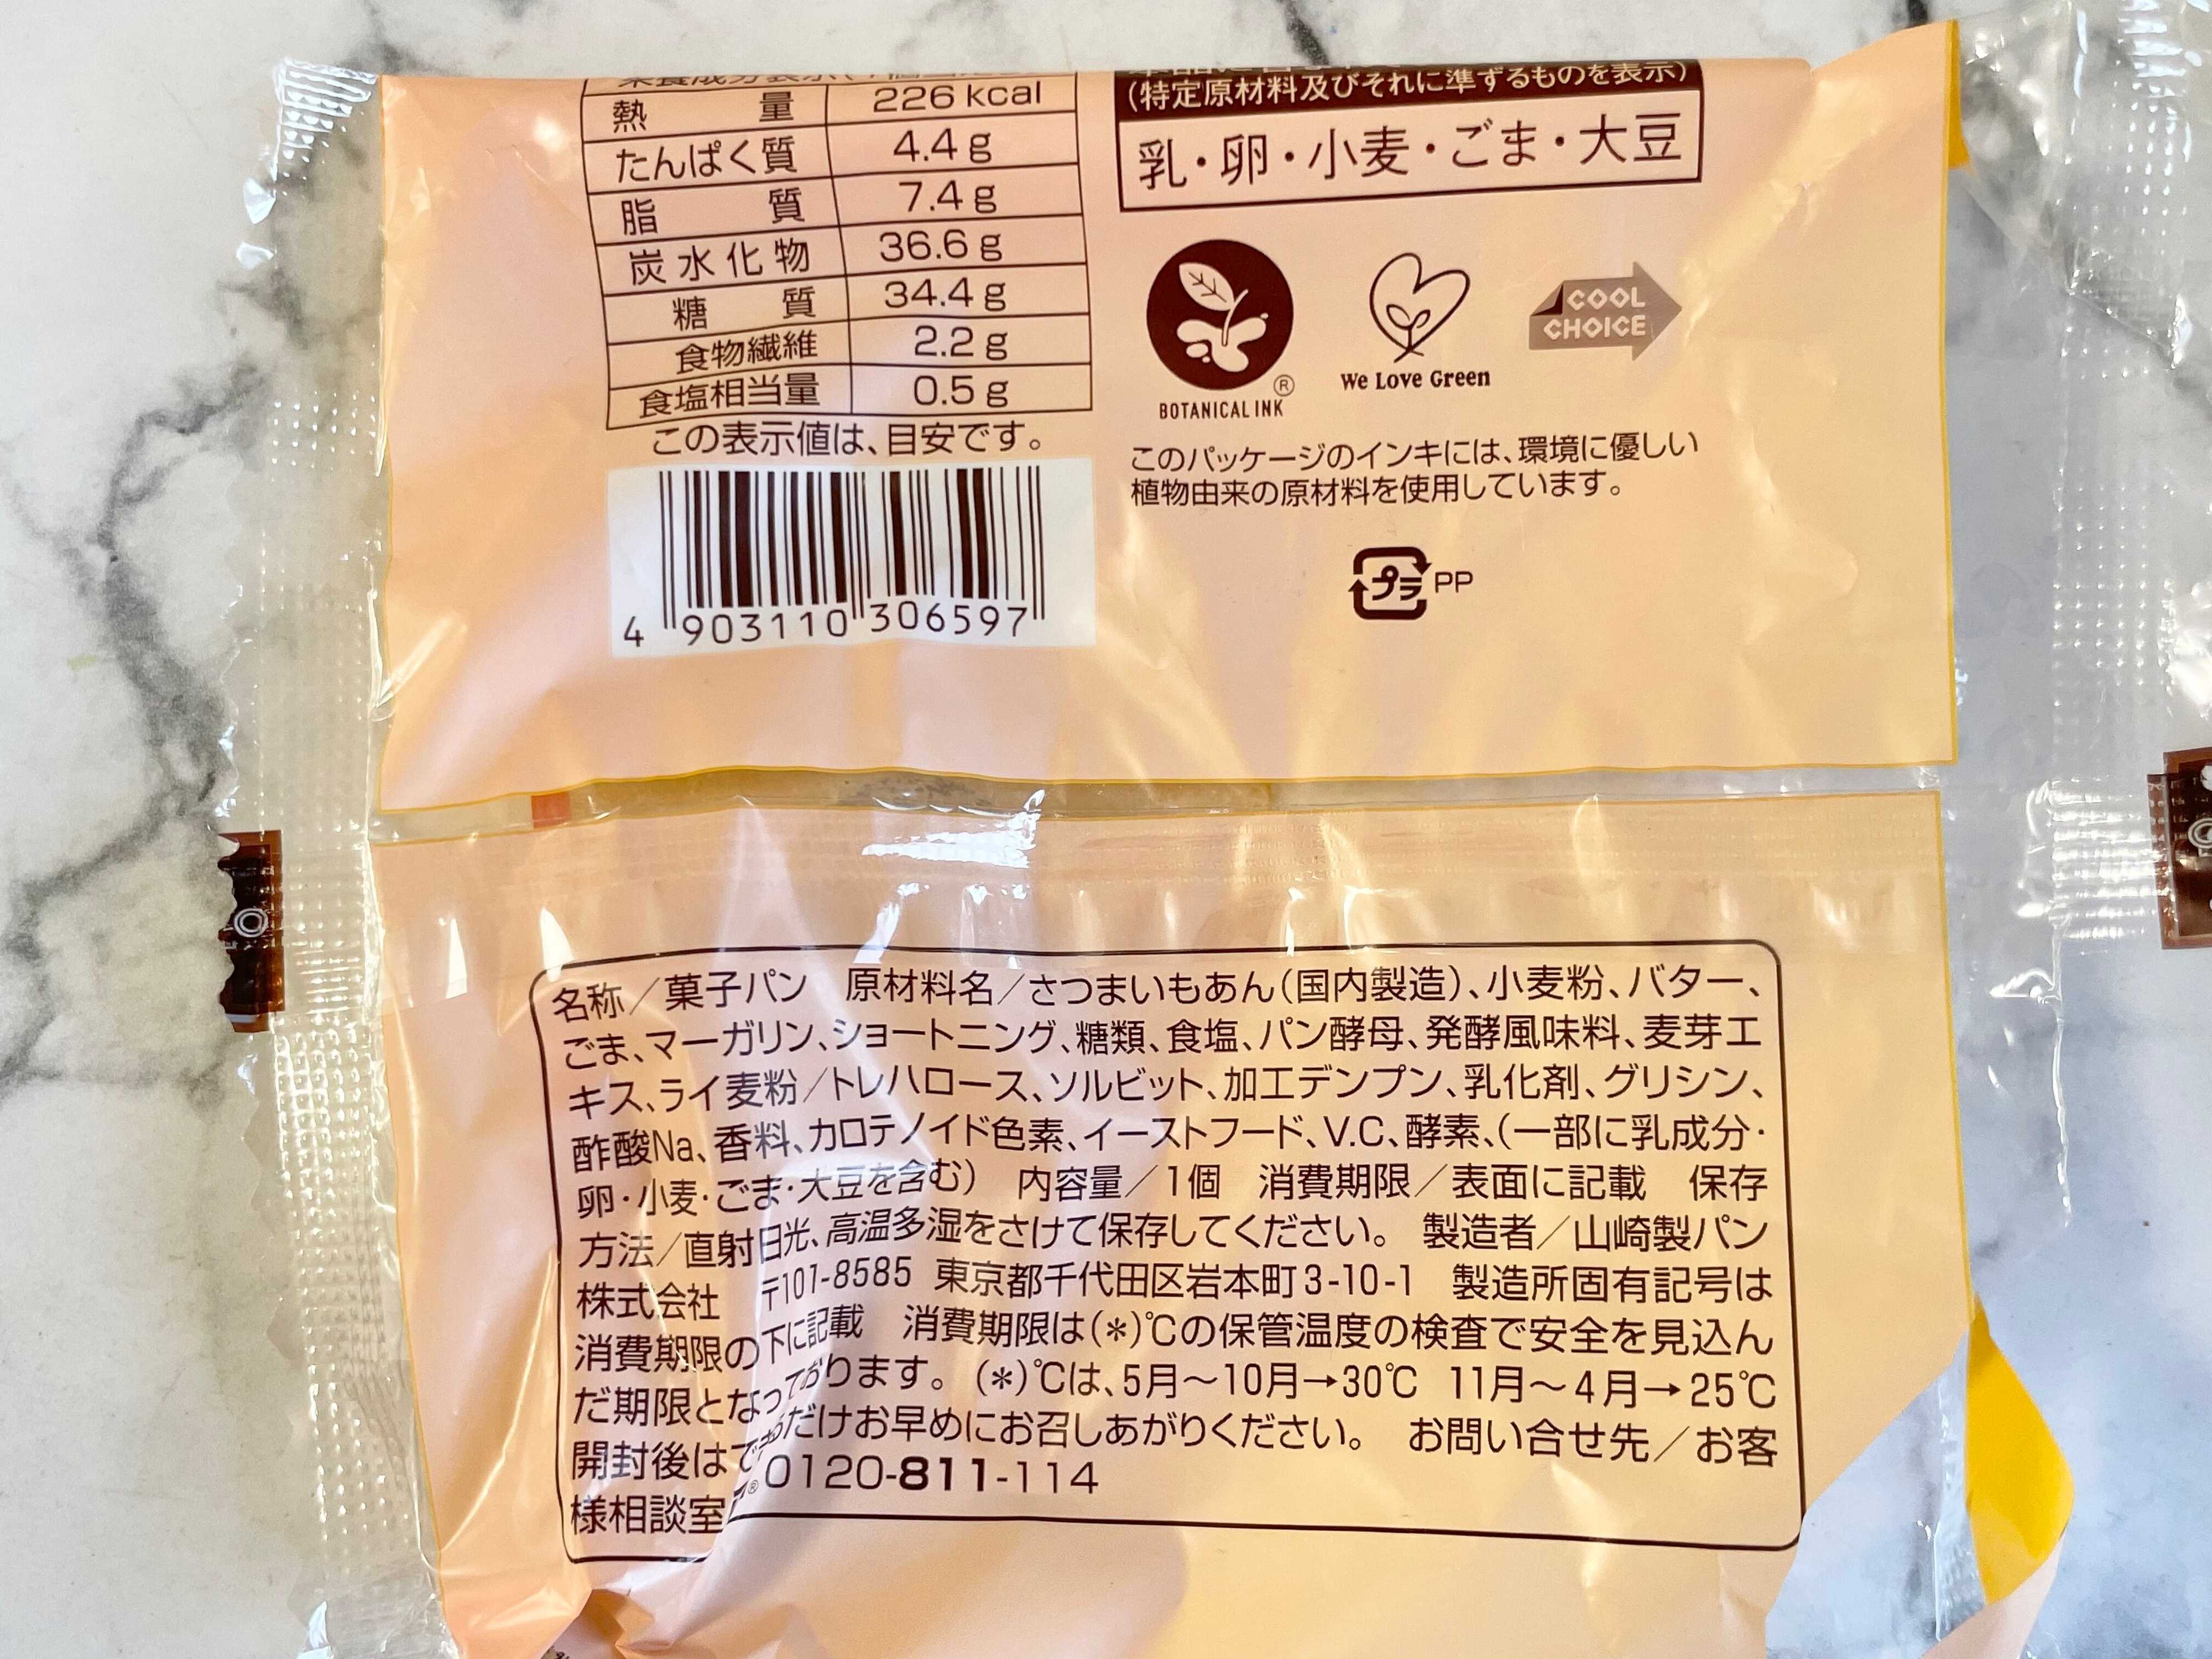 熱量 226 kcal
たんぱく質 4.4 g
脂質 7.4 g
炭水化物 36.6 g
糖質 34.4 g
食物繊維 2.2 g
食塩相当量 0.5 g
この表示値は、目安です。
4 903110 306597
(特定原材料及びそれに準ずるものを表示)
乳・卵・小麦・ごま・大豆
BOTANICAL INK ®
We Love Green
COOL
CHOICE
このパッケージのインキには、環境に優しい
植物由来の原材料を使用しています。
プラ PP
名称/菓子パン 原材料名/さつまいもあん(国内製造)、小麦粉、バター、
ごま、マーガリン、ショートニング、糖類、食塩、パン酵母、発酵風味料、麦芽エ
キス、ライ麦粉/トレハロース、ソルビット、加工デンプン、乳化剤、グリシン、
酢酸Na、香料、カロテノイド色素、イーストフード、V.C、酵素、(一部に乳成分・
卵・小麦・ごま・大豆を含む) 内容量/1個 消費期限/表面に記載 保存
方法/直射日光、高温多湿をさけて保存してください。 製造者/山崎製パン
株式会社 〒101-8585 東京都千代田区岩本町3-10-1 製造所固有記号は
消費期限の下に記載 消費期限は(*)℃の保管温度の検査で安全を見込ん
だ期限となっております。(*)℃は、5月~10月→30℃ 11月~4月→25℃
開封後はできるだけお早めにお召しあがりください。 お問い合せ先/お客
様相談室 ® 0120-811-114